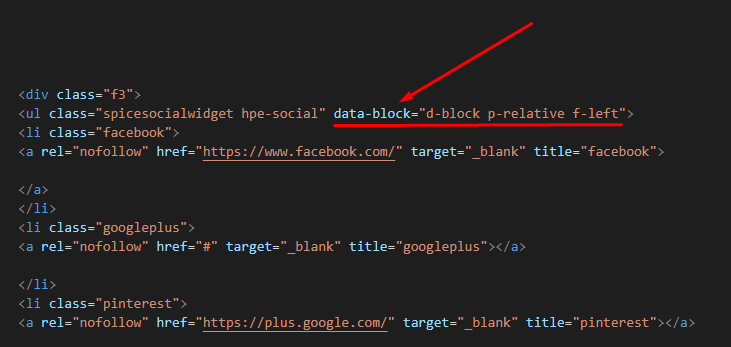 <div class="f3">
<ul class="spicesocialwidget hpe-social" data-block="d-block p-relative f-left">
<li class="facebook">
<a rel="nofollow" href="https://www.facebook.com/" target="_blank" title="facebook">
</a>
</li>
<li class="googleplus">
<a rel="nofollow" href="#" target="_blank" title="googleplus"></a>
</li>
<li class="pinterest">
<a rel="nofollow" href="https://plus.google.com/" target="_blank" title="pinterest"></a>